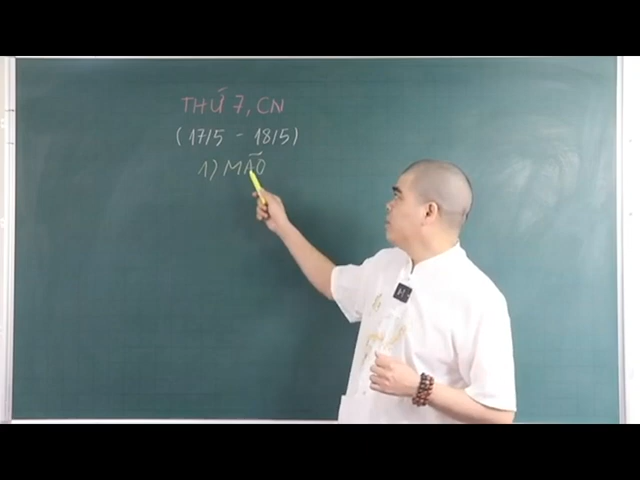 THỨ 7, CN
(17/5 - 18/5)
1) MÃO